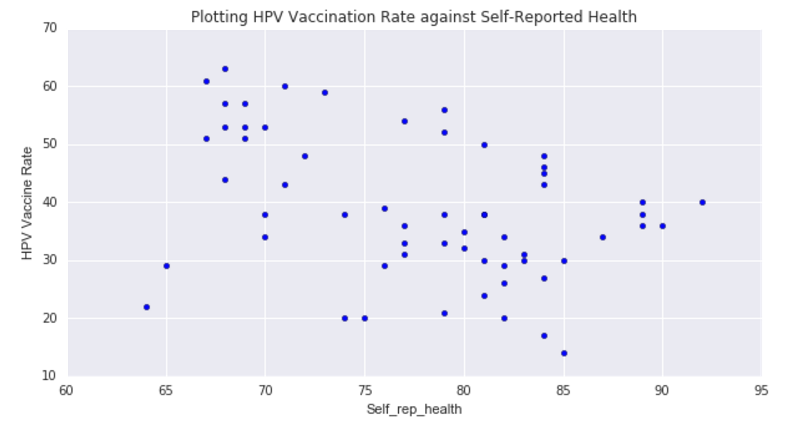 Plotting HPV Vaccination Rate against Self-Reported Health
70
60
50
40
30
20
10
HPV Vaccine Rate
60 65 70 75 80 85 90 95
Self_rep_health